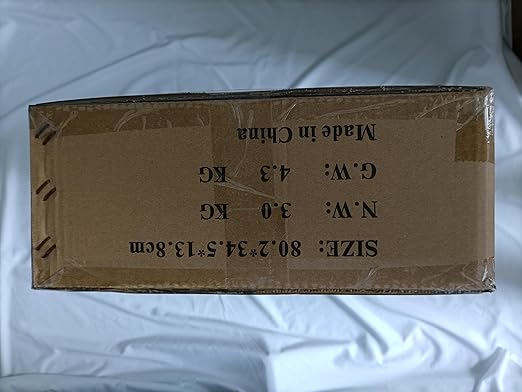 SIZE: 80.2*34.5*13.8cm
N.W: 3.0 KG
G.W: 4.3 KG
Made in China